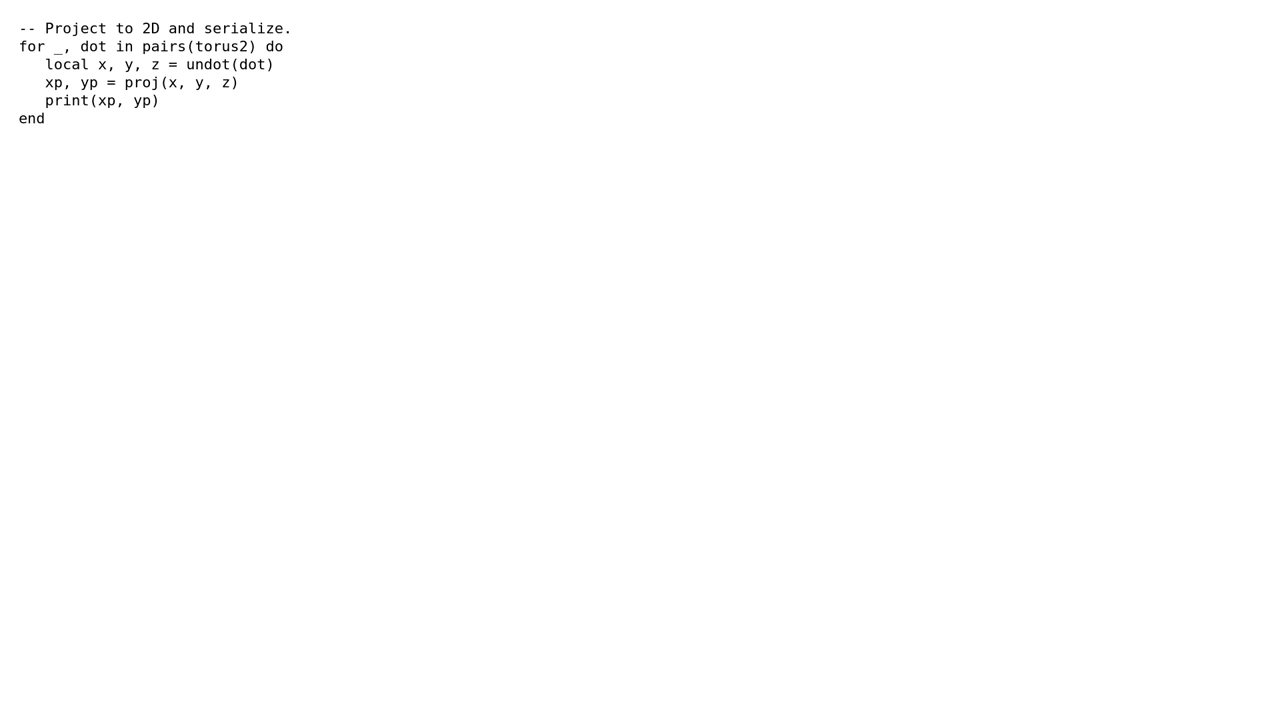 -- Project to 2D and serialize.
for _, dot in pairs(torus2) do
   local x, y, z = undot(dot)
   xp, yp = proj(x, y, z)
   print(xp, yp)
end